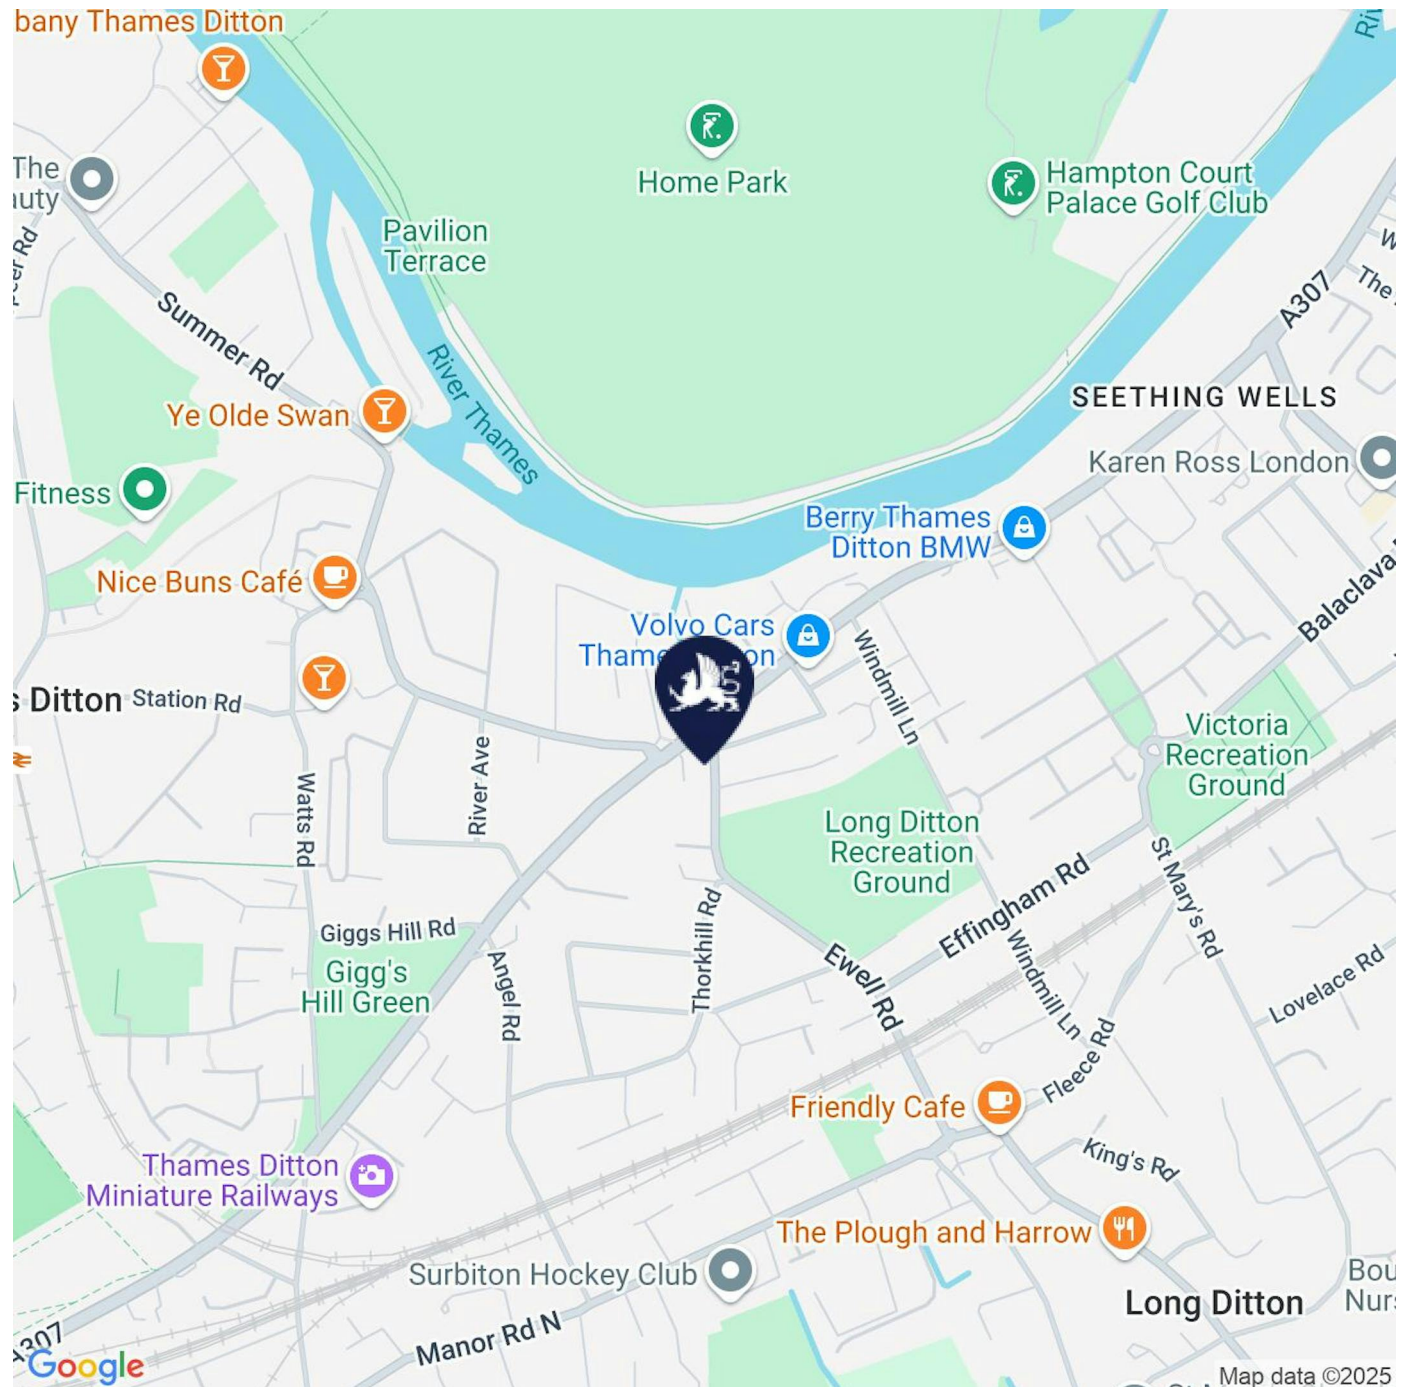 bany Thames Ditton
Riv
The
auty
Home Park
Hampton Court
Palace Golf Club
Pavilion
Terrace
Summer Rd
A307
The
River Thames
SEETHING WELLS
Ye Olde Swan
Karen Ross London
Fitness
Berry Thames
Ditton BMW
Nice Buns Café
Balaclava
Volvo Cars
Windmill Ln
s Ditton
Station Rd
Victoria
Recreation
Ground
River Ave
Watts Rd
Long Ditton
Recreation
Ground
St Mary's Rd
Effingham Rd
Giggs Hill Rd
Thorkhill Rd
Gigg's
Hill Green
Angel Rd
Ewell Rd
Windmill Ln
Lovelace Rd
Fleece Rd
Friendly Cafe
King's Rd
Thames Ditton
Miniature Railways
The Plough and Harrow
Surbiton Hockey Club
Bou
Nurs
Long Ditton
Manor Rd N
A307
Google
Map data ©2025